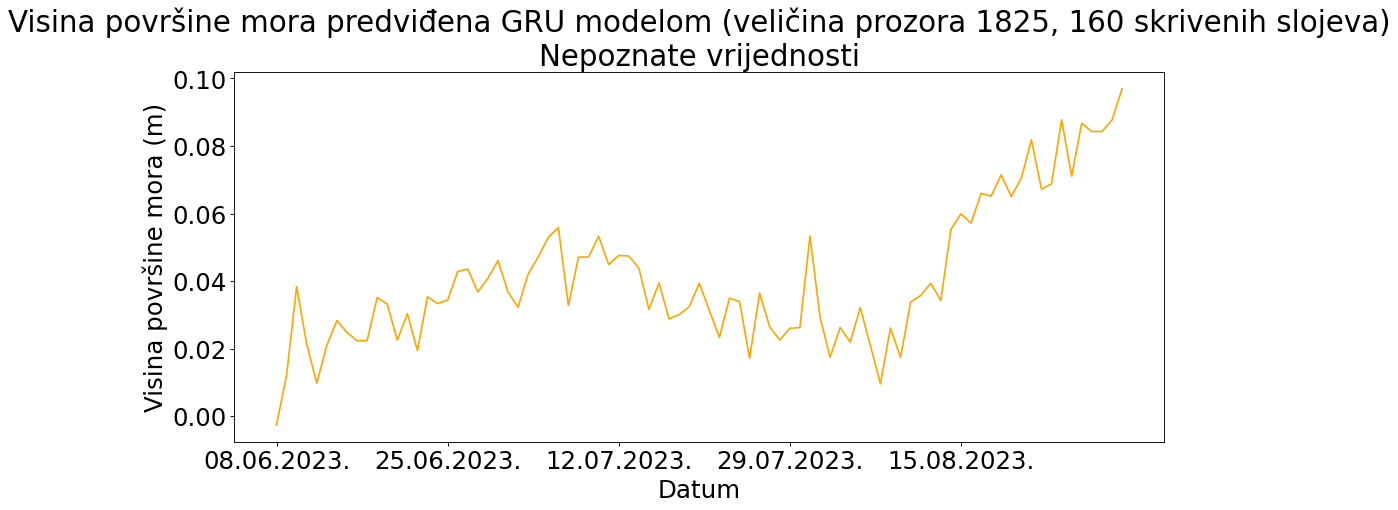 Visina površine mora predviđena GRU modelom (veličina prozora 1825, 160 skrivenih slojeva)
Nepoznate vrijednosti
Visina površine mora (m)
0.10
0.08
0.06
0.04
0.02
0.00
08.06.2023. 25.06.2023. 12.07.2023. 29.07.2023. 15.08.2023.
Datum